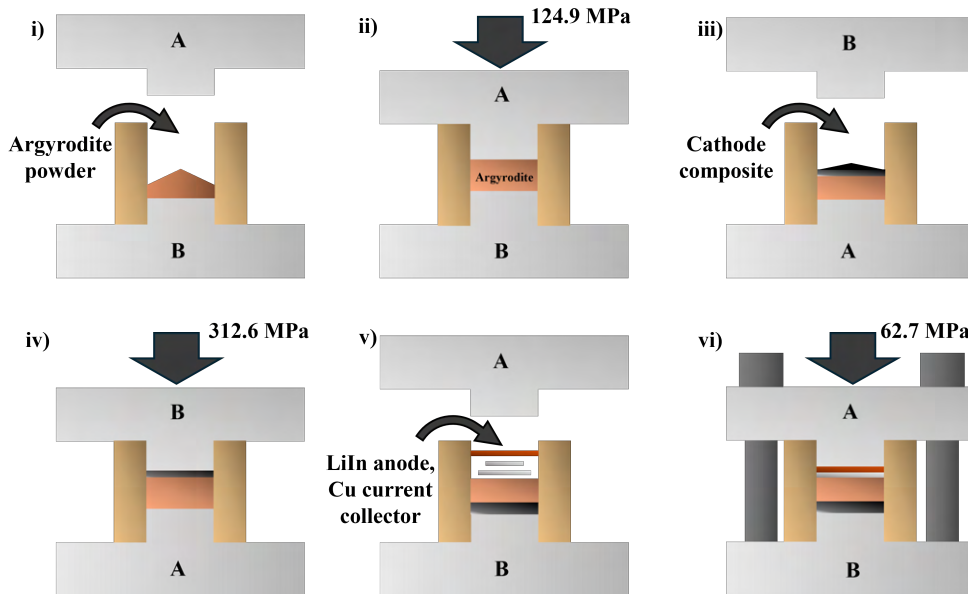 i)
A
Argyrodite
powder
B
ii)
124.9 MPa
A
Argyrodite
B
iii)
B
Cathode
composite
A
iv)
312.6 MPa
B
A
v)
A
LiIn anode,
Cu current
collector
B
vi)
62.7 MPa
A
B